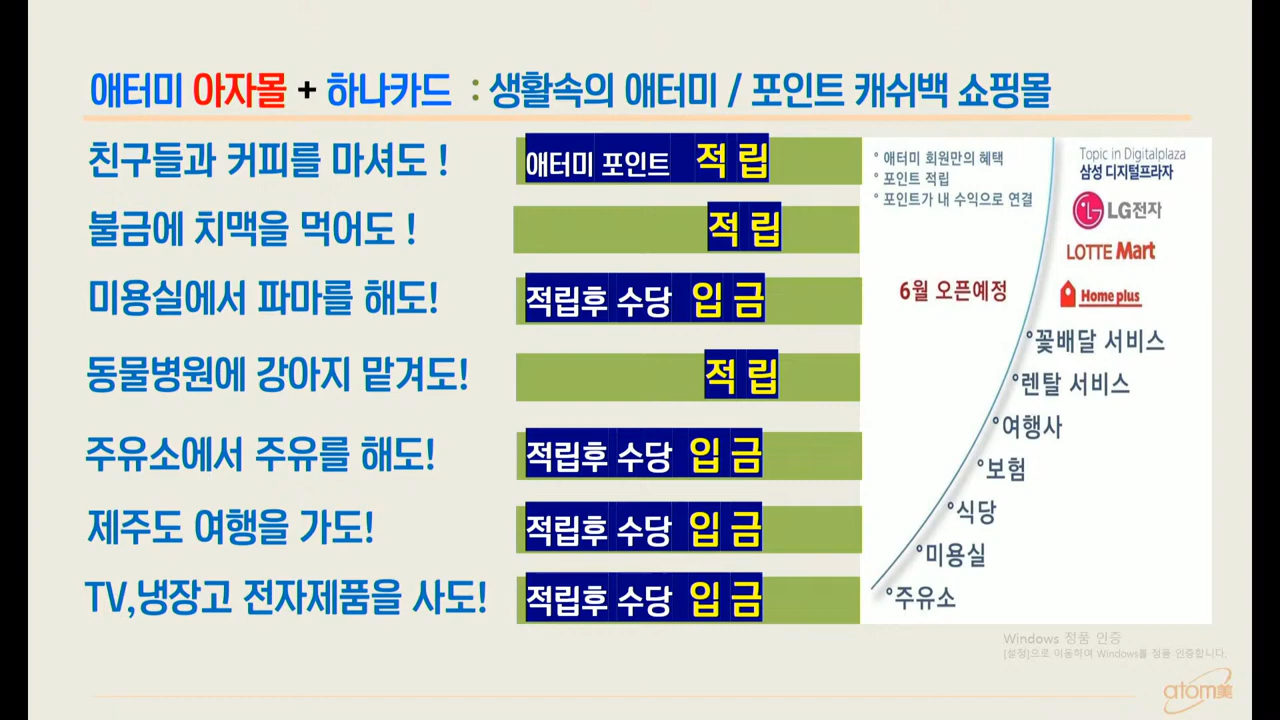 애터미 아자몰 + 하나카드 : 생활속의 애터미 / 포인트 캐쉬백 쇼핑몰
친구들과 커피를 마셔도 !
애터미 포인트 적 립
불금에 치맥을 먹어도 !
적 립
미용실에서 파마를 해도!
적립후 수당 입 금
동물병원에 강아지 맡겨도!
적 립
주유소에서 주유를 해도!
적립후 수당 입 금
제주도 여행을 가도!
적립후 수당 입 금
TV,냉장고 전자제품을 사도!
적립후 수당 입 금
° 애터미 회원만의 혜택
° 포인트 적립
° 포인트가 내 수익으로 연결
6월 오픈예정
Topic in Digitalplaza
삼성 디지털프라자
LG전자
LOTTE Mart
Home plus
°꽃배달 서비스
°렌탈 서비스
°여행사
°보험
°식당
°미용실
°주유소
Windows 정품 인증
[설정]으로 이동하여 Windows를 정품 인증합니다.
atom美